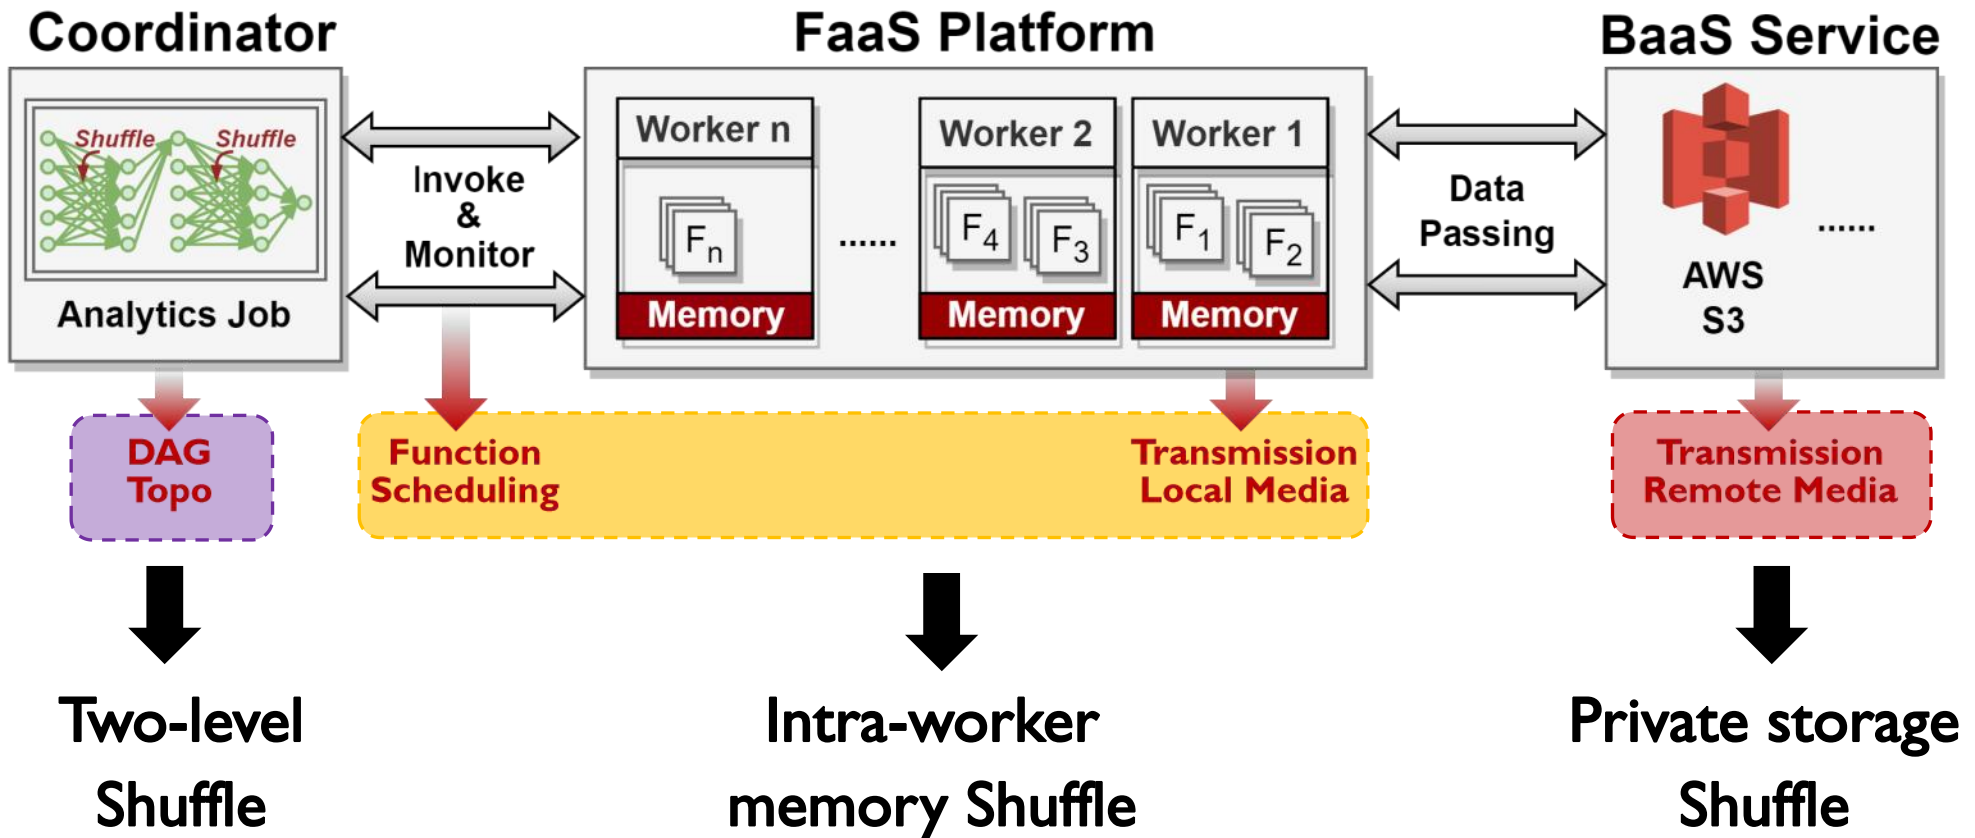 Coordinator
FaaS Platform
BaaS Service
Shuffle
Shuffle
Analytics Job
Invoke
&
Monitor
Worker n
Fn
Memory
......
Worker 2
F4
F3
Memory
Worker 1
F1
F2
Memory
Data
Passing
AWS
S3
......
DAG
Topo
Function
Scheduling
Transmission
Local Media
Transmission
Remote Media
Two-level
Shuffle
Intra-worker
memory Shuffle
Private storage
Shuffle